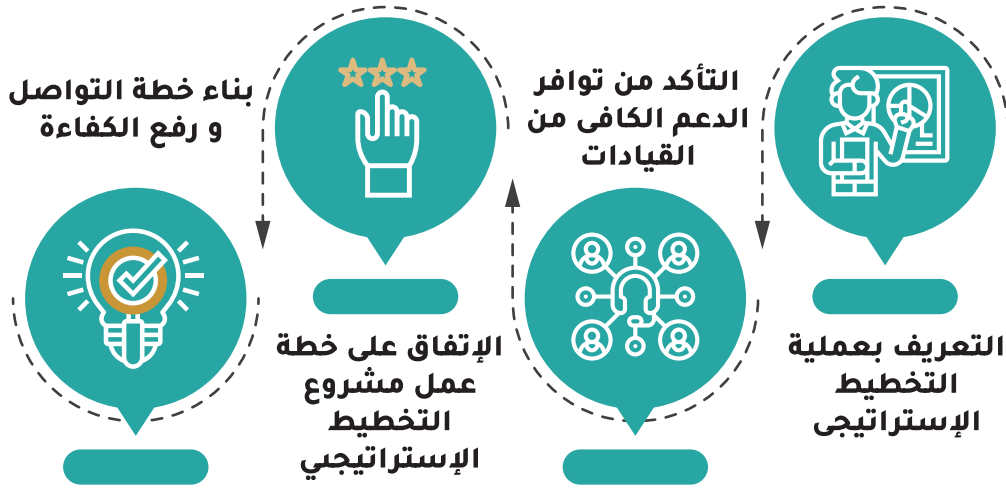 التعريف بعملية
التخطيط
الإستراتيجى
التأكد من توافر
الدعم الكافى من
القيادات
الإتفاق على خطة
عمل مشروع
التخطيط
الإستراتيجىي
بناء خطة التواصل
و رفع الكفاءة